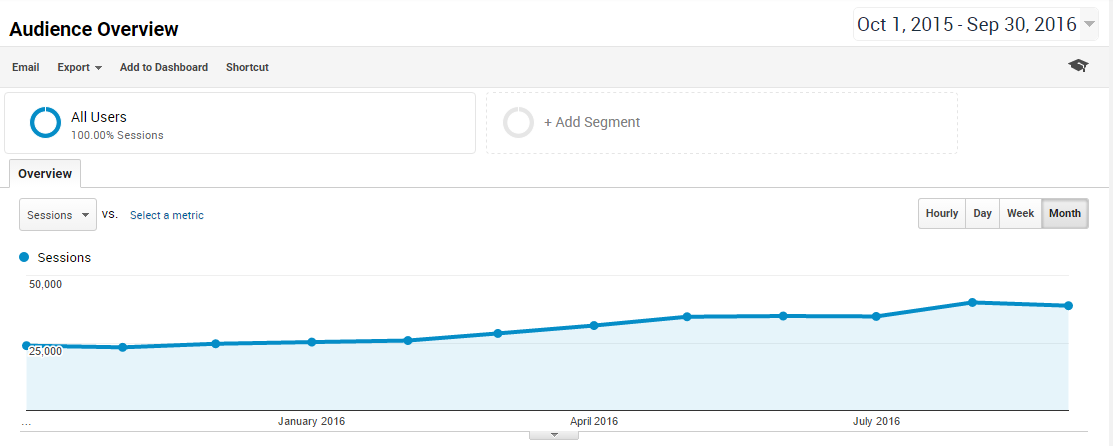 Audience Overview
Oct 1, 2015 - Sep 30, 2016
Email Export Add to Dashboard Shortcut
All Users
100.00% Sessions
+ Add Segment
Overview
Sessions vs. Select a metric
Hourly Day Week Month
Sessions
50,000
25,000
... January 2016 April 2016 July 2016